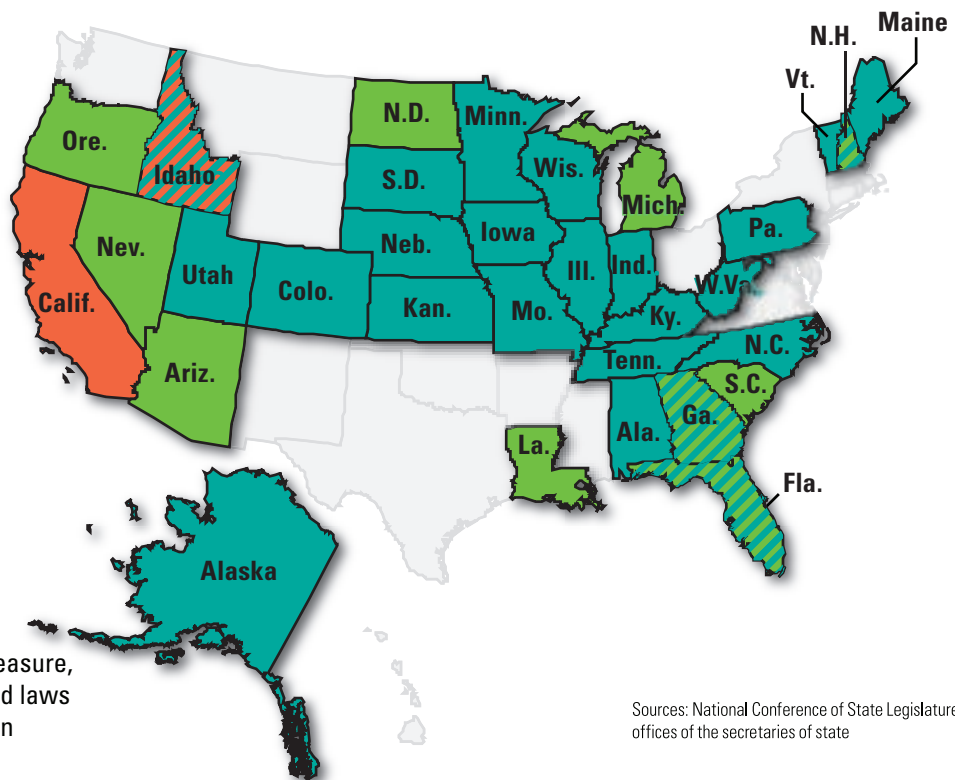 Maine
N.H.
Vt.
N.D.
Minn.
Ore.
Idaho
S.D.
Wis.
Mich.
Nev.
Neb.
Iowa
Pa.
Utah
Colo.
Ill.
Ind.
W.Va.
Calif.
Kan.
Mo.
Ky.
Ariz.
Tenn.
N.C.
S.C.
La.
Ala.
Ga.
Fla.
Alaska
easure,
d laws
n
Sources: National Conference of State Legislature
offices of the secretaries of state